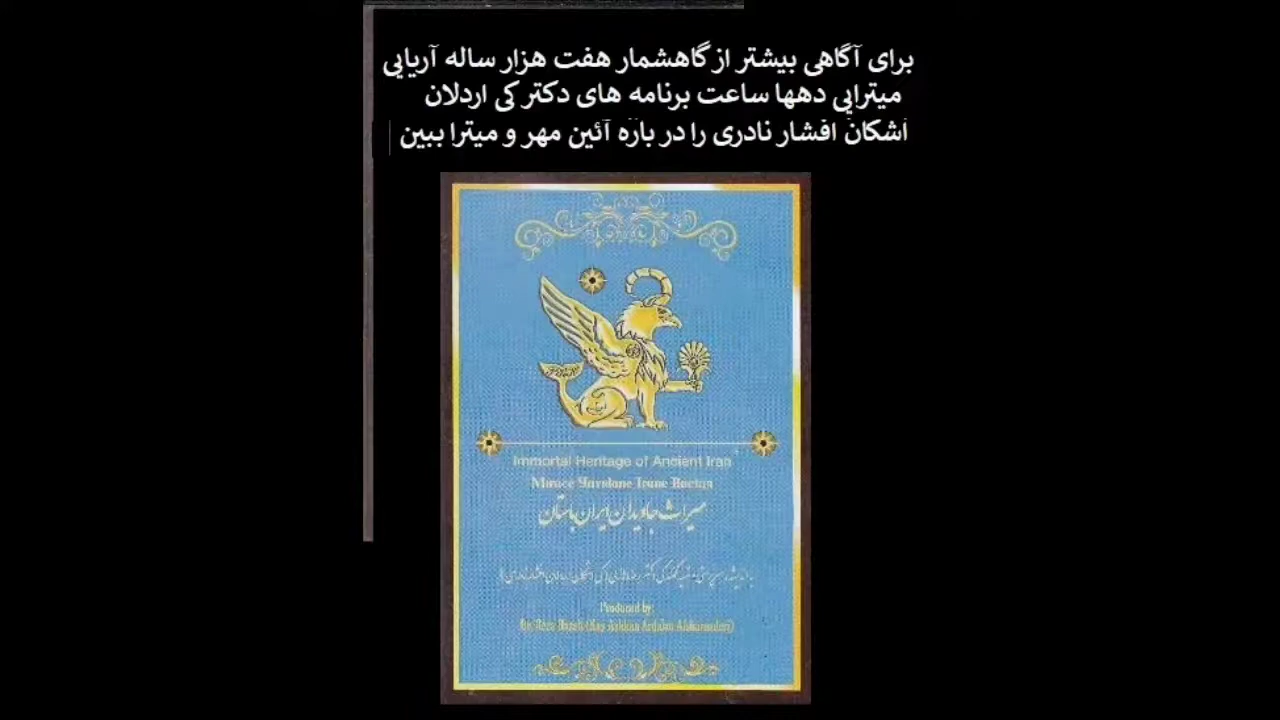 برای آگاهی بیشتر از گاهشمار هفت هزار ساله آریایی
میترایی دهها ساعت برنامه های دکتر کی اردلان
اشکان افشار نادری را در باره آئین مهر و میترا ببین
Immortal Heritage of Ancient Iran
میراث جاویدان ایران باستان
Produced by: